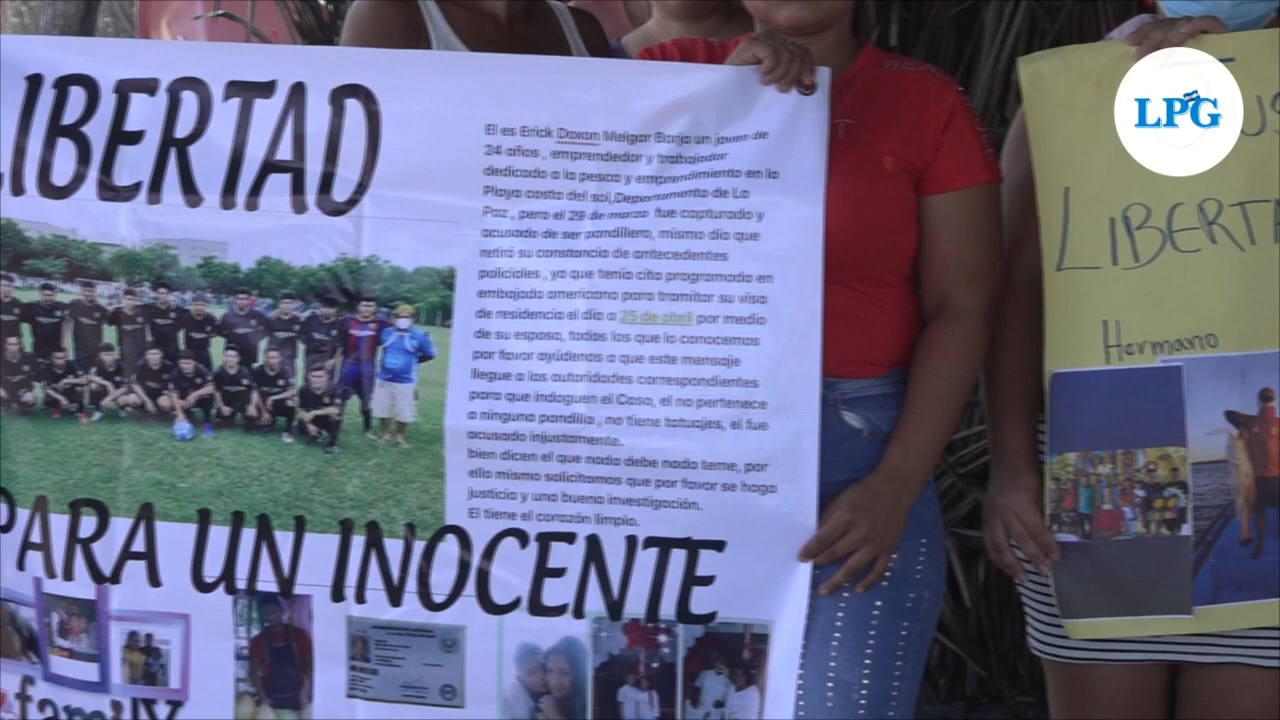 LIBERTAD
El es Erick Doxan Melgar Borja un joven de
24 años , emprendedor y trabajador
dedicado a la pesca y emprendimiento en la
Playa costa del sol,Departamento de La
Paz , pero el 29 de marzo fue capturado y
acusado de ser pandillero, mismo día que
retiró su constancia de antecedentes
policiales , ya que tenía cita programada en
embajada americana para tramitar su visa
de residencia el día a 25 de abril por medio
de su esposa, todos los que lo conocemos
por favor ayúdenos a que este mensaje
llegue a las autoridades correspondientes
para que indaguen el Caso, el no pertenece
a ninguna pandilla , no tiene tatuajes, el fue
acusado injustamente.
bien dicen el que nada debe nada teme, por
ello mismo solicitamos que por favor se haga
justicia y una buena investigación.
El tiene el corazón limpio.
PARA UN INOCENTE
family
LPG
LIBERTA
Hermano